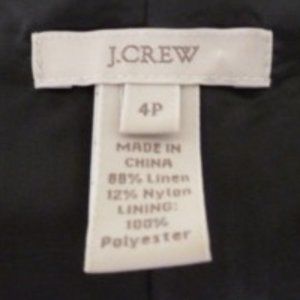 J.CREW
4P
MADE IN
CHINA
88% Linen
12% Nylon
LINING:
100%
Polyester